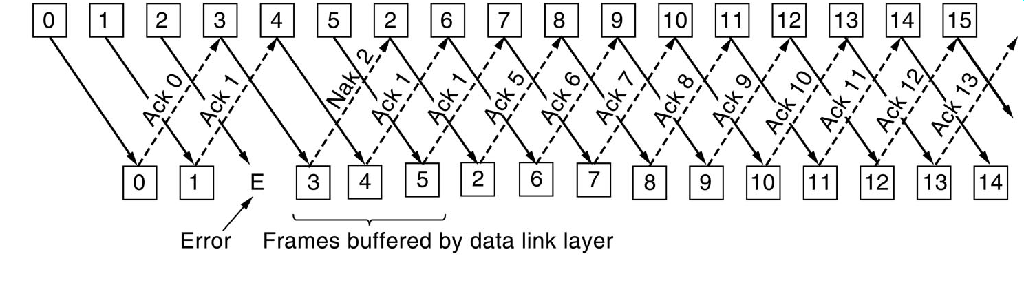 0 1 2 3 4 5 2 6 7 8 9 10 11 12 13 14 15
Ack 0 Ack 1 Nak 2 Ack 1 Ack 1 Ack 5 Ack 6 Ack 7 Ack 8 Ack 9 Ack 10 Ack 11 Ack 12 Ack 13
0 1 E 3 4 5 2 6 7 8 9 10 11 12 13 14
Error Frames buffered by data link layer